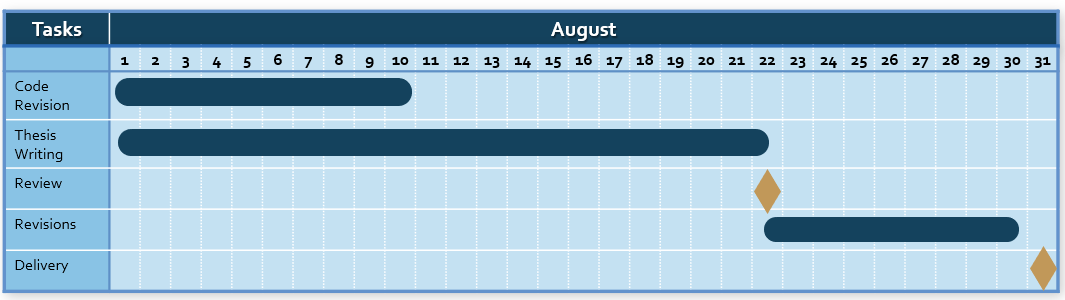 Tasks August
1 2 3 4 5 6 7 8 9 10 11 12 13 14 15 16 17 18 19 20 21 22 23 24 25 26 27 28 29 30 31
Code
Revision
Thesis
Writing
Review
Revisions
Delivery